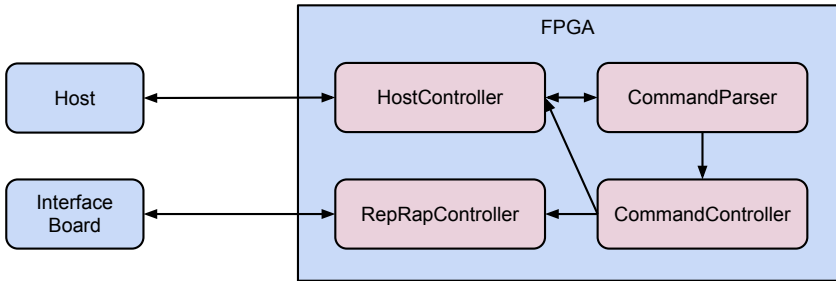 FPGA
Host
HostController
CommandParser
Interface
Board
RepRapController
CommandController